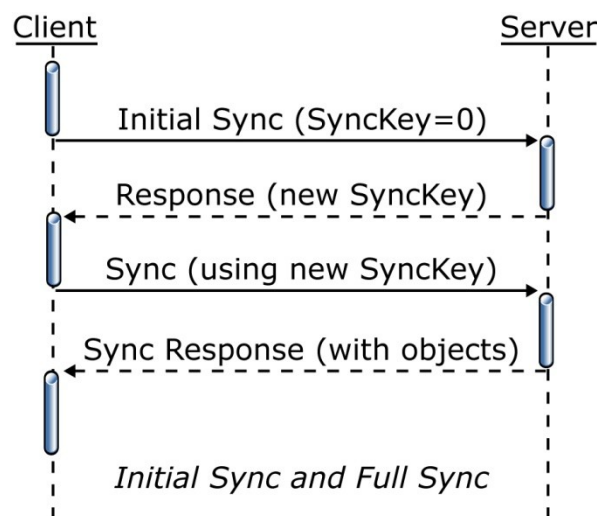 Client
Server
Initial Sync (SyncKey=0)
Response (new SyncKey)
Sync (using new SyncKey)
Sync Response (with objects)
Initial Sync and Full Sync